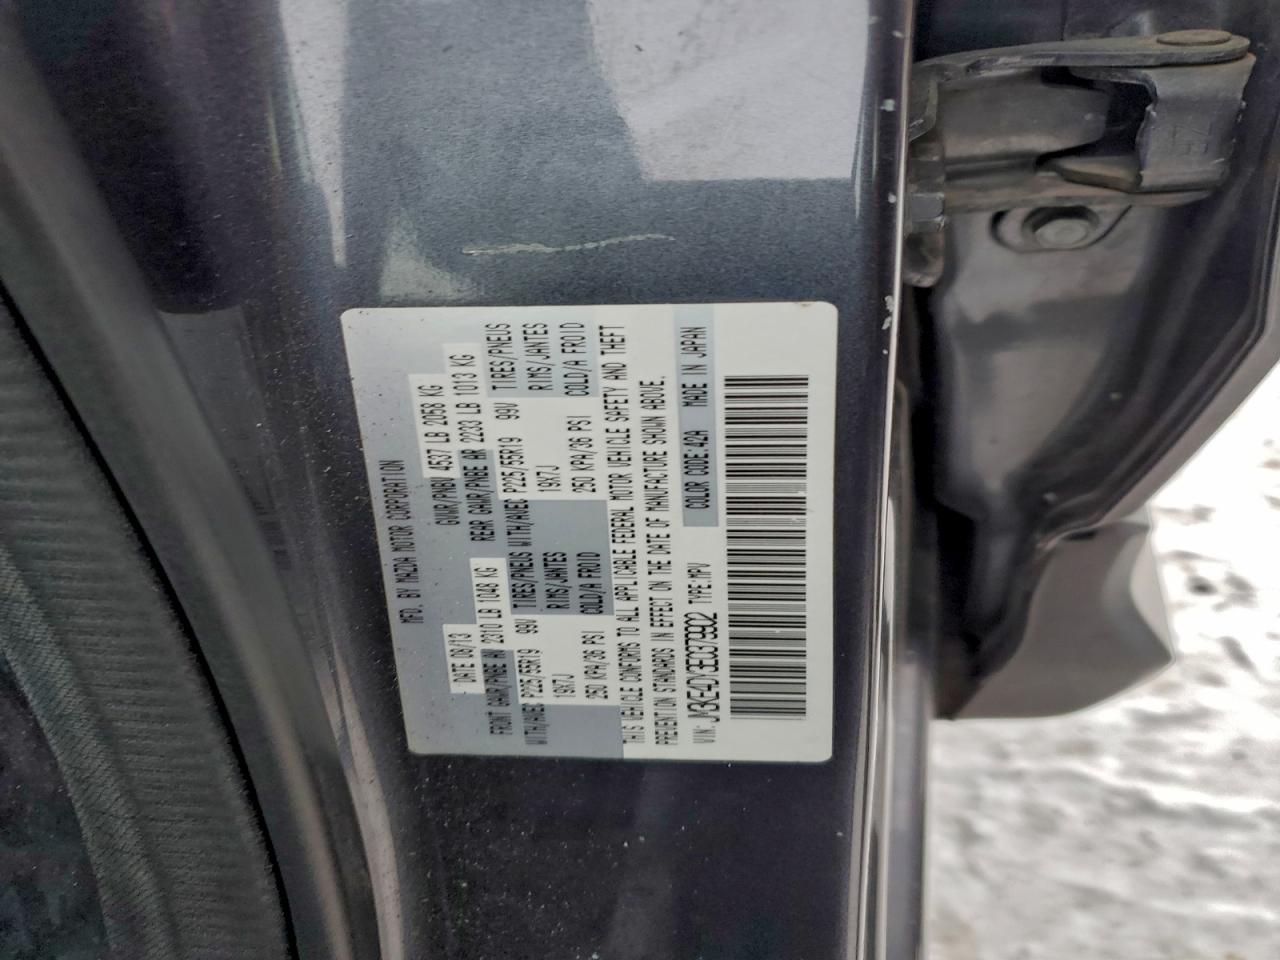 MFD. BY MAZDA MOTOR CORPORATION
DATE 08/13 GVWR/PNBV 4537 LB 2058 KG
FRONT GAWR/PNBE AV 2310 LB 1048 KG REAR GAWR/PNBE AR 2233 LB 1013 KG
WITH/AVEC P225/55R19 99V TIRES/PNEUS WITH/AVEC P225/55R19 99V TIRES/PNEUS
19X7J RIMS/JANTES 19X7J RIMS/JANTES
250 KPA/36 PSI COLD/A FROID 250 KPA/36 PSI COLD/A FROID
THIS VEHICLE CONFORMS TO ALL APPLICABLE FEDERAL MOTOR VEHICLE SAFETY AND THEFT
PREVENTION STANDARDS IN EFFECT ON THE DATE OF MANUFACTURE SHOWN ABOVE.
VIN: JM3KE4DY3E0379902 TYPE:MPV COLOR CODE:42A MADE IN JAPAN